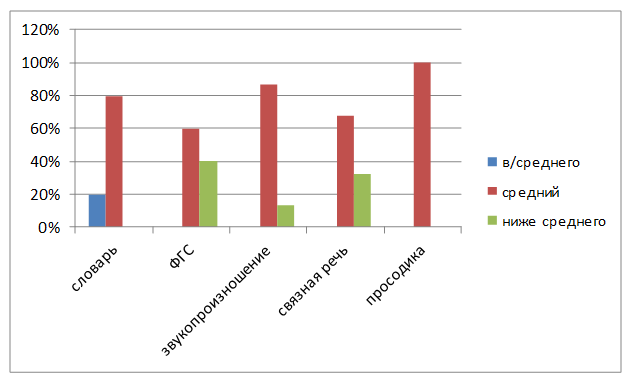 120%
100%
80%
60%
40%
20%
0%
словарь
ФГС
звукопроизношение
связная речь
просодика
в/среднего
средний
ниже среднего